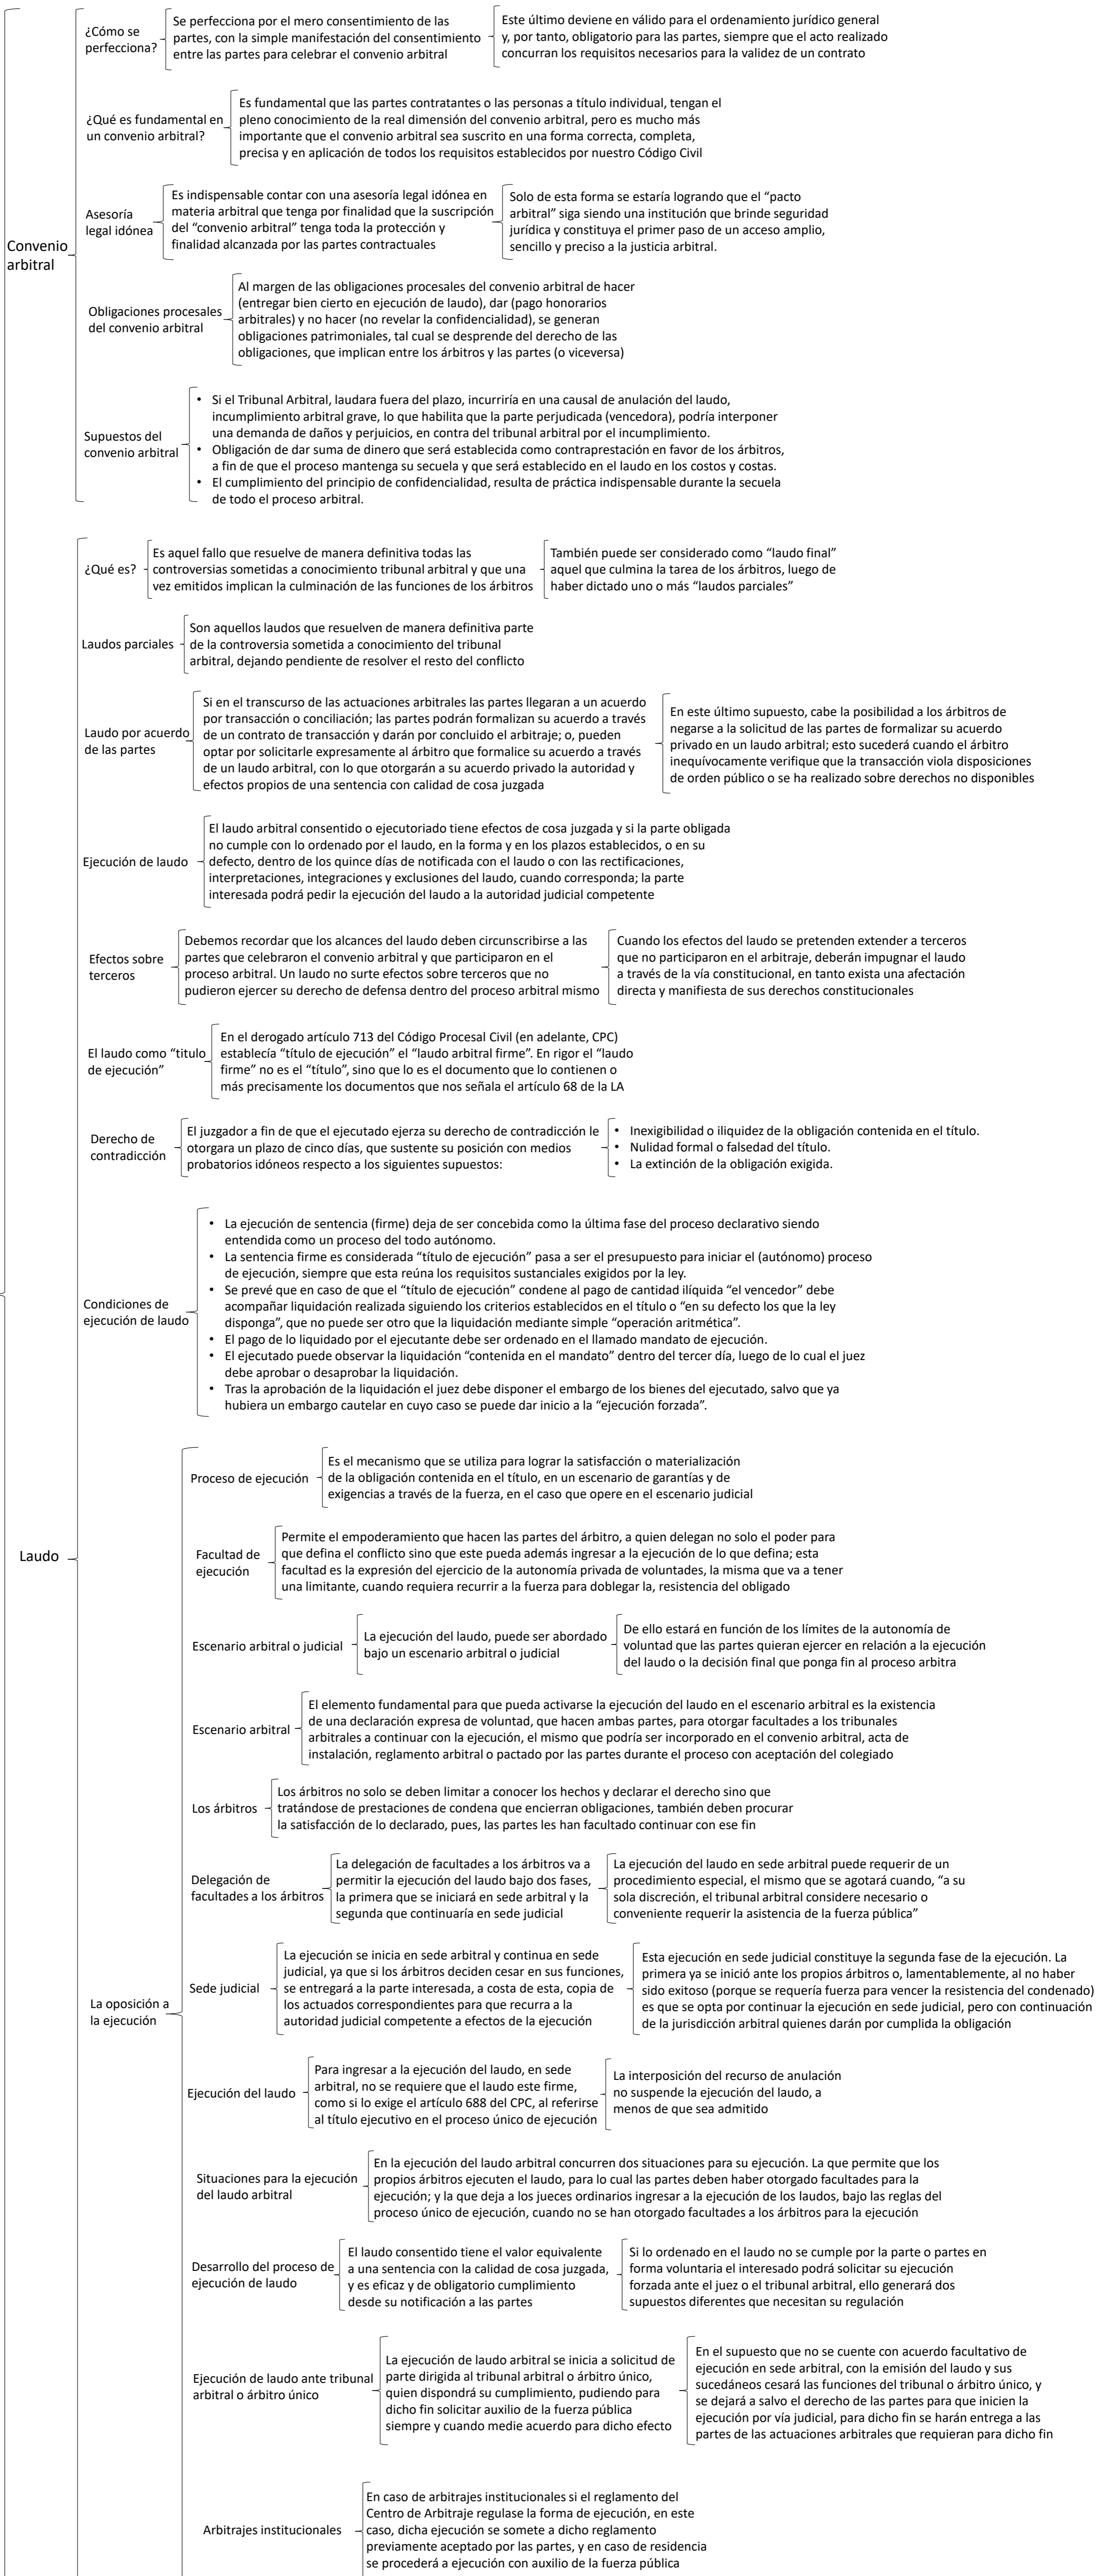 Convenio
arbitral
¿Cómo se
perfecciona?
Se perfecciona por el mero consentimiento de las
partes, con la simple manifestación del consentimiento
entre las partes para celebrar el convenio arbitral
Este último deviene en válido para el ordenamiento jurídico general
y, por tanto, obligatorio para las partes, siempre que el acto realizado
concurran los requisitos necesarios para la validez de un contrato
¿Qué es fundamental en
un convenio arbitral?
Es fundamental que las partes contratantes o las personas a título individual, tengan el
pleno conocimiento de la real dimensión del convenio arbitral, pero es mucho más
importante que el convenio arbitral sea suscrito en una forma correcta, completa,
precisa y en aplicación de todos los requisitos establecidos por nuestro Código Civil
Asesoría
legal idónea
Es indispensable contar con una asesoría legal idónea en
materia arbitral que tenga por finalidad que la suscripción
del “convenio arbitral” tenga toda la protección y
finalidad alcanzada por las partes contractuales
Solo de esta forma se estaría logrando que el “pacto
arbitral” siga siendo una institución que brinde seguridad
jurídica y constituya el primer paso de un acceso amplio,
sencillo y preciso a la justicia arbitral.
Obligaciones procesales
del convenio arbitral
Al margen de las obligaciones procesales del convenio arbitral de hacer
(entregar bien cierto en ejecución de laudo), dar (pago honorarios
arbitrales) y no hacer (no revelar la confidencialidad), se generan
obligaciones patrimoniales, tal cual se desprende del derecho de las
obligaciones, que implican entre los árbitros y las partes (o viceversa)
Supuestos del
convenio arbitral
• Si el Tribunal Arbitral, laudara fuera del plazo, incurriría en una causal de anulación del laudo,
incumplimiento arbitral grave, lo que habilita que la parte perjudicada (vencedora), podría interponer
una demanda de daños y perjuicios, en contra del tribunal arbitral por el incumplimiento.
• Obligación de dar suma de dinero que será establecida como contraprestación en favor de los árbitros,
a fin de que el proceso mantenga su secuela y que será establecido en el laudo en los costos y costas.
• El cumplimiento del principio de confidencialidad, resulta de práctica indispensable durante la secuela
de todo el proceso arbitral.
Laudo
¿Qué es?
Es aquel fallo que resuelve de manera definitiva todas las
controversias sometidas a conocimiento tribunal arbitral y que una
vez emitidos implican la culminación de las funciones de los árbitros
También puede ser considerado como “laudo final”
aquel que culmina la tarea de los árbitros, luego de
haber dictado uno o más “laudos parciales”
Laudos parciales
Son aquellos laudos que resuelven de manera definitiva parte
de la controversia sometida a conocimiento del tribunal
arbitral, dejando pendiente de resolver el resto del conflicto
Laudo por acuerdo
de las partes
Si en el transcurso de las actuaciones arbitrales las partes llegaran a un acuerdo
por transacción o conciliación; las partes podrán formalizan su acuerdo a través
de un contrato de transacción y darán por concluido el arbitraje; o, pueden
optar por solicitarle expresamente al árbitro que formalice su acuerdo a través
de un laudo arbitral, con lo que otorgarán a su acuerdo privado la autoridad y
efectos propios de una sentencia con calidad de cosa juzgada
En este último supuesto, cabe la posibilidad a los árbitros de
negarse a la solicitud de las partes de formalizar su acuerdo
privado en un laudo arbitral; esto sucederá cuando el árbitro
inequívocamente verifique que la transacción viola disposiciones
de orden público o se ha realizado sobre derechos no disponibles
Ejecución de laudo
El laudo arbitral consentido o ejecutoriado tiene efectos de cosa juzgada y si la parte obligada
no cumple con lo ordenado por el laudo, en la forma y en los plazos establecidos, o en su
defecto, dentro de los quince días de notificada con el laudo o con las rectificaciones,
interpretaciones, integraciones y exclusiones del laudo, cuando corresponda; la parte
interesada podrá pedir la ejecución del laudo a la autoridad judicial competente
Efectos sobre
terceros
Debemos recordar que los alcances del laudo deben circunscribirse a las
partes que celebraron el convenio arbitral y que participaron en el
proceso arbitral. Un laudo no surte efectos sobre terceros que no
pudieron ejercer su derecho de defensa dentro del proceso arbitral mismo
Cuando los efectos del laudo se pretenden extender a terceros
que no participaron en el arbitraje, deberán impugnar el laudo
a través de la vía constitucional, en tanto exista una afectación
directa y manifiesta de sus derechos constitucionales
El laudo como “titulo
de ejecución”
En el derogado artículo 713 del Código Procesal Civil (en adelante, CPC)
establecía “título de ejecución” el “laudo arbitral firme”. En rigor el “laudo
firme” no es el “título”, sino que lo es el documento que lo contienen o
más precisamente los documentos que nos señala el artículo 68 de la LA
Derecho de
contradicción
El juzgador a fin de que el ejecutado ejerza su derecho de contradicción le
otorgara un plazo de cinco días, que sustente su posición con medios
probatorios idóneos respecto a los siguientes supuestos:
• Inexigibilidad o iliquidez de la obligación contenida en el título.
• Nulidad formal o falsedad del título.
• La extinción de la obligación exigida.
Condiciones de
ejecución de laudo
• La ejecución de sentencia (firme) deja de ser concebida como la última fase del proceso declarativo siendo
entendida como un proceso del todo autónomo.
• La sentencia firme es considerada “título de ejecución” pasa a ser el presupuesto para iniciar el (autónomo) proceso
de ejecución, siempre que esta reúna los requisitos sustanciales exigidos por la ley.
• Se prevé que en caso de que el “título de ejecución” condene al pago de cantidad ilíquida “el vencedor” debe
acompañar liquidación realizada siguiendo los criterios establecidos en el título o “en su defecto los que la ley
disponga”, que no puede ser otro que la liquidación mediante simple “operación aritmética”.
• El pago de lo liquidado por el ejecutante debe ser ordenado en el llamado mandato de ejecución.
• El ejecutado puede observar la liquidación “contenida en el mandato” dentro del tercer día, luego de lo cual el juez
debe aprobar o desaprobar la liquidación.
• Tras la aprobación de la liquidación el juez debe disponer el embargo de los bienes del ejecutado, salvo que ya
hubiera un embargo cautelar en cuyo caso se puede dar inicio a la “ejecución forzada”.
La oposición a
la ejecución
Proceso de ejecución
Es el mecanismo que se utiliza para lograr la satisfacción o materialización
de la obligación contenida en el título, en un escenario de garantías y de
exigencias a través de la fuerza, en el caso que opere en el escenario judicial
Facultad de
ejecución
Permite el empoderamiento que hacen las partes del árbitro, a quien delegan no solo el poder para
que defina el conflicto sino que este pueda además ingresar a la ejecución de lo que defina; esta
facultad es la expresión del ejercicio de la autonomía privada de voluntades, la misma que va a tener
una limitante, cuando requiera recurrir a la fuerza para doblegar la, resistencia del obligado
Escenario arbitral o judicial
La ejecución del laudo, puede ser abordado
bajo un escenario arbitral o judicial
De ello estará en función de los límites de la autonomía de
voluntad que las partes quieran ejercer en relación a la ejecución
del laudo o la decisión final que ponga fin al proceso arbitra
Escenario arbitral
El elemento fundamental para que pueda activarse la ejecución del laudo en el escenario arbitral es la existencia
de una declaración expresa de voluntad, que hacen ambas partes, para otorgar facultades a los tribunales
arbitrales a continuar con la ejecución, el mismo que podría ser incorporado en el convenio arbitral, acta de
instalación, reglamento arbitral o pactado por las partes durante el proceso con aceptación del colegiado
Los árbitros
Los árbitros no solo se deben limitar a conocer los hechos y declarar el derecho sino que
tratándose de prestaciones de condena que encierran obligaciones, también deben procurar
la satisfacción de lo declarado, pues, las partes les han facultado continuar con ese fin
Delegación de
facultades a los árbitros
La delegación de facultades a los árbitros va a
permitir la ejecución del laudo bajo dos fases,
la primera que se iniciará en sede arbitral y la
segunda que continuaría en sede judicial
La ejecución del laudo en sede arbitral puede requerir de un
procedimiento especial, el mismo que se agotará cuando, “a su
sola discreción, el tribunal arbitral considere necesario o
conveniente requerir la asistencia de la fuerza pública”
Sede judicial
La ejecución se inicia en sede arbitral y continua en sede
judicial, ya que si los árbitros deciden cesar en sus funciones,
se entregará a la parte interesada, a costa de esta, copia de
los actuados correspondientes para que recurra a la
autoridad judicial competente a efectos de la ejecución
Esta ejecución en sede judicial constituye la segunda fase de la ejecución. La
primera ya se inició ante los propios árbitros o, lamentablemente, al no haber
sido exitoso (porque se requería fuerza para vencer la resistencia del condenado)
es que se opta por continuar la ejecución en sede judicial, pero con continuación
de la jurisdicción arbitral quienes darán por cumplida la obligación
Ejecución del laudo
Para ingresar a la ejecución del laudo, en sede
arbitral, no se requiere que el laudo este firme,
como si lo exige el artículo 688 del CPC, al referirse
al título ejecutivo en el proceso único de ejecución
La interposición del recurso de anulación
no suspende la ejecución del laudo, a
menos de que sea admitido
Situaciones para la ejecución
del laudo arbitral
En la ejecución del laudo arbitral concurren dos situaciones para su ejecución. La que permite que los
propios árbitros ejecuten el laudo, para lo cual las partes deben haber otorgado facultades para la
ejecución; y la que deja a los jueces ordinarios ingresar a la ejecución de los laudos, bajo las reglas del
proceso único de ejecución, cuando no se han otorgado facultades a los árbitros para la ejecución
Desarrollo del proceso de
ejecución de laudo
El laudo consentido tiene el valor equivalente
a una sentencia con la calidad de cosa juzgada,
y es eficaz y de obligatorio cumplimiento
desde su notificación a las partes
Si lo ordenado en el laudo no se cumple por la parte o partes en
forma voluntaria el interesado podrá solicitar su ejecución
forzada ante el juez o el tribunal arbitral, ello generará dos
supuestos diferentes que necesitan su regulación
Ejecución de laudo ante tribunal
arbitral o árbitro único
La ejecución de laudo arbitral se inicia a solicitud de
parte dirigida al tribunal arbitral o árbitro único,
quien dispondrá su cumplimiento, pudiendo para
dicho fin solicitar auxilio de la fuerza pública
siempre y cuando medie acuerdo para dicho efecto
En el supuesto que no se cuente con acuerdo facultativo de
ejecución en sede arbitral, con la emisión del laudo y sus
sucedáneos cesará las funciones del tribunal o árbitro único, y
se dejará a salvo el derecho de las partes para que inicien la
ejecución por vía judicial, para dicho fin se harán entrega a las
partes de las actuaciones arbitrales que requieran para dicho fin
Arbitrajes institucionales
En caso de arbitrajes institucionales si el reglamento del
Centro de Arbitraje regulase la forma de ejecución, en este
caso, dicha ejecución se somete a dicho reglamento
previamente aceptado por las partes, y en caso de residencia
se procederá a ejecución con auxilio de la fuerza pública